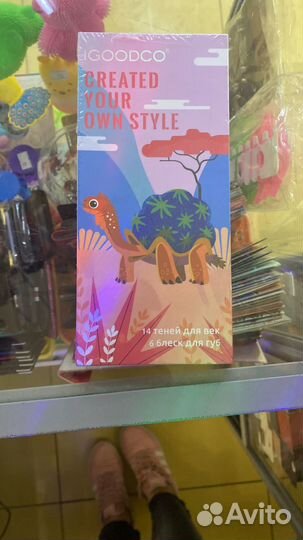 IGOODCO
CREATED
YOUR
OWN STYLE
14 теней для век
6 блеск для губ
Avito